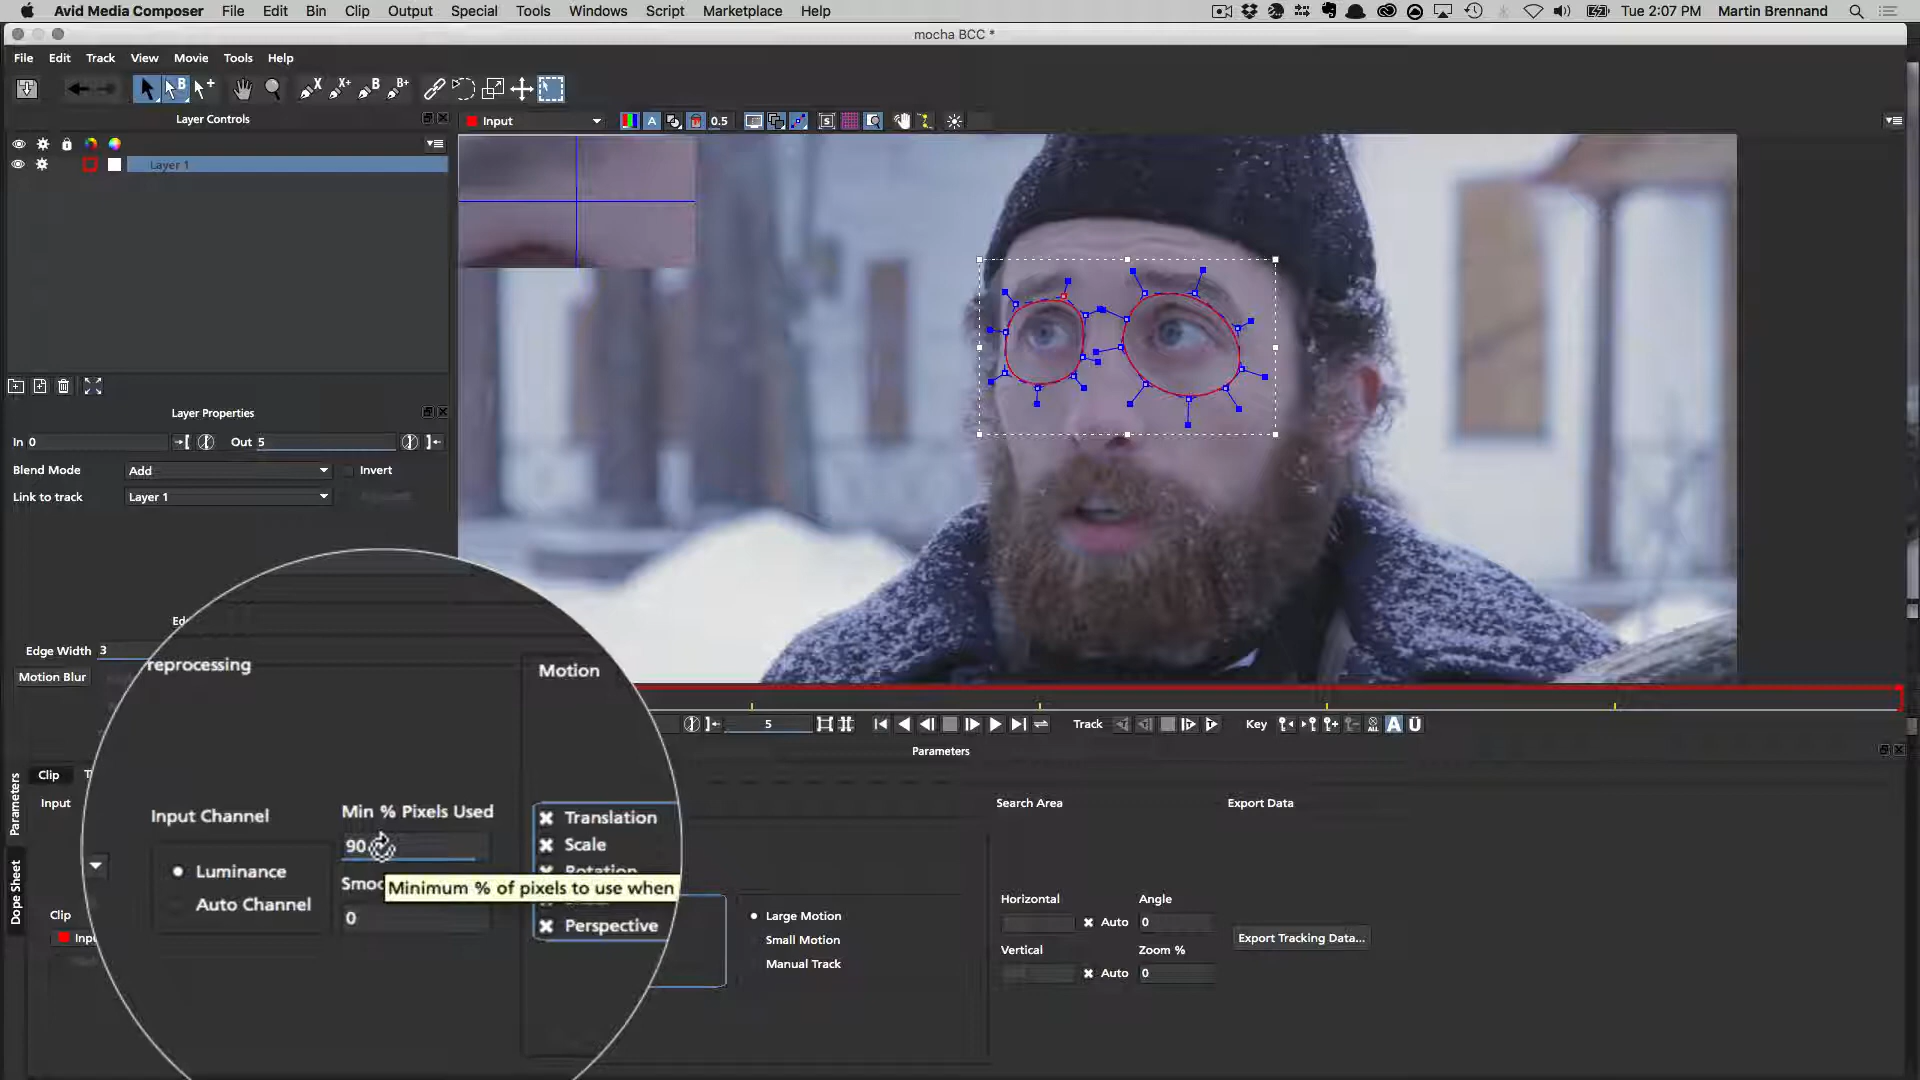 Avid Media Composer File Edit Bin Clip Output Special Tools Windows Script Marketplace Help Tue 2:07 PM Martin Brennand
mocha BCC *
File Edit Track View Movie Tools Help
X X+ B B+
Layer Controls
Input A 0.5
Layer 1
Layer Properties
In 0 Out 5
Blend Mode Add Invert
Link to track Layer 1
Edge Width 3
reprocessing
Motion
Motion Blur
5 Track Key A Ü
Parameters
Clip
Input
Parameters
Dope Sheet
Input Channel Min % Pixels Used
90
Luminance
Auto Channel
0
Minimum % of pixels to use when
Translation
Scale
Rotation
Perspective
Large Motion
Small Motion
Manual Track
Search Area
Horizontal Angle
Auto 0
Vertical Zoom %
Auto 0
Export Data
Export Tracking Data...
Clip